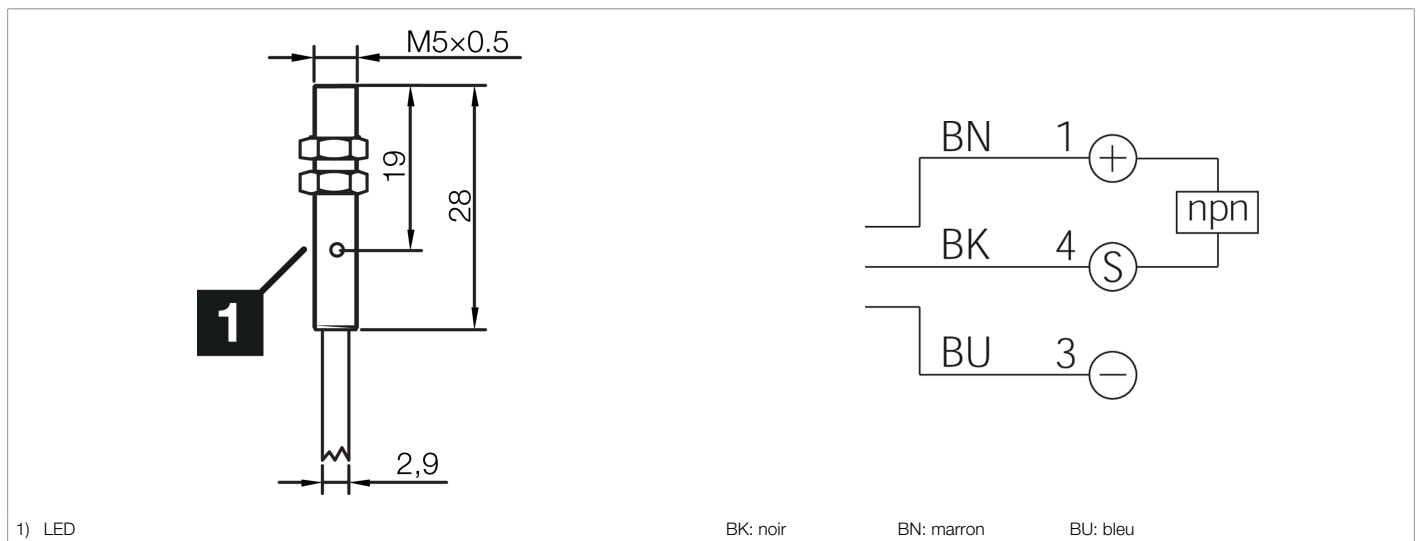 M5×0.5
19
28
1
2,9
BN 1 +
npn
BK 4 S
BU 3 −
1) LED
BK: noir BN: marron BU: bleu